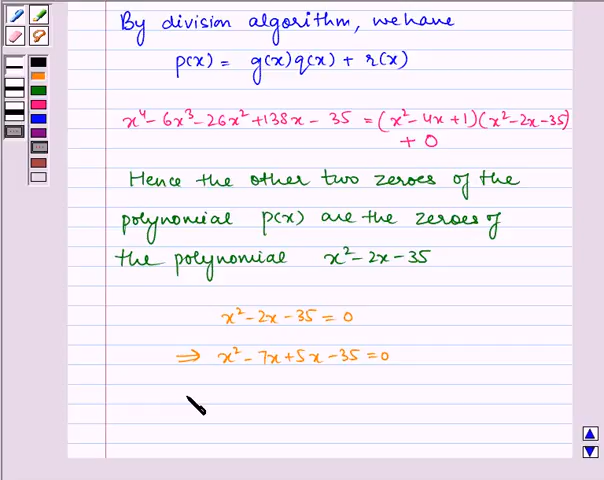 By division algorithm, we have
p(x) = g(x)q(x) + r(x)
x⁴ - 6x³ - 26x² + 138x - 35 = (x² - 4x + 1)(x² - 2x - 35)
+ 0
Hence the other two zeroes of the
polynomial p(x) are the zeroes of
the polynomial x² - 2x - 35
x² - 2x - 35 = 0
⇒ x² - 7x + 5x - 35 = 0